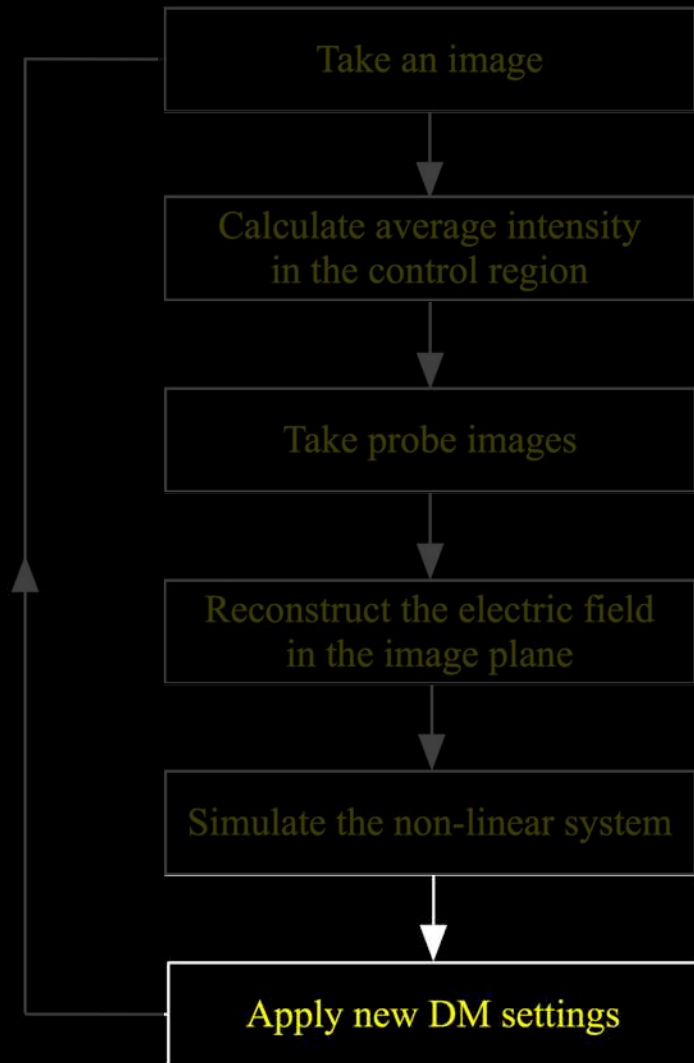 Take an image
Calculate average intensity
in the control region
Take probe images
Reconstruct the electric field
in the image plane
Simulate the non-linear system
Apply new DM settings